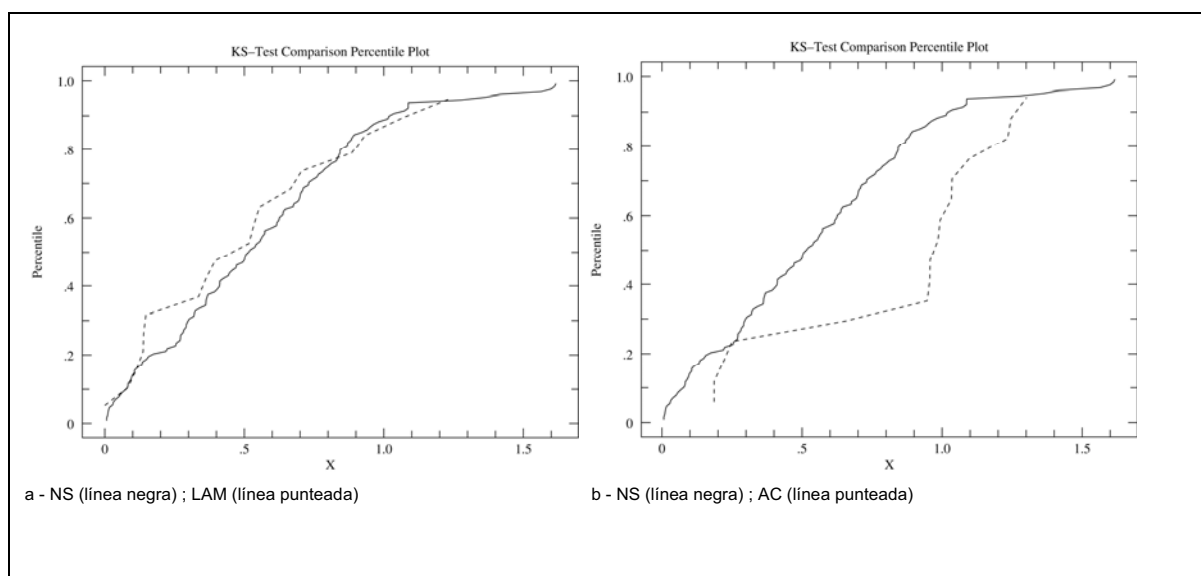 KS–Test Comparison Percentile Plot
1.0
.8
.6
.4
.2
0
Percentile
0 .5 1.0 1.5
X
a - NS (línea negra) ; LAM (línea punteada)
KS–Test Comparison Percentile Plot
1.0
.8
.6
.4
.2
0
Percentile
0 .5 1.0 1.5
X
b - NS (línea negra) ; AC (línea punteada)